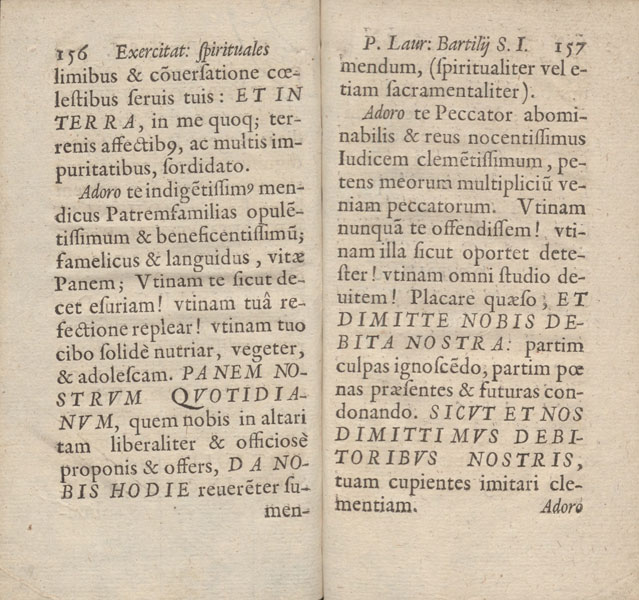 156 Exercitat: ſpirituales
limibus & cõuerſatione cœ-
leſtibus ſeruis tuis: ET IN
TERRA, in me quoq; ter-
renis affectibꝰ, ac multis im-
puritatibus, ſordidato.
Adoro te indigẽtiſſimꝰ men-
dicus Patremfamilias opulẽ-
tiſſimum & beneficentiſſimũ;
famelicus & languidus, vitæ
Panem; Vtinam te ſicut de-
cet eſuriam! vtinam tuâ re-
fectione replear! vtinam tuo
cibo ſolidè nutriar, vegeter,
& adoleſcam. PANEM NO-
STRVM QVOTIDIA-
NVM, quem nobis in altari
tam liberaliter & officiosè
proponis & offers, DA NO-
BIS HODIE reuerẽter ſu-
men-
P. Laur: Bartilij S. I. 157
mendum, (ſpiritualiter vel e-
tiam ſacramentaliter).
Adoro te Peccator abomi-
nabilis & reus nocentiſſimus
Iudicem clemẽtiſſimum, pe-
tens meorum multipliciũ ve-
niam peccatorum. Vtinam
nunquã te offendiſſem! vti-
nam illa ſicut oportet dete-
ſter! vtinam omni ſtudio de-
uitem! Placare quæſo, ET
DIMITTE NOBIS DE-
BITA NOSTRA: partim
culpas ignoſcẽdo, partim pœ
nas præſentes & futuras con-
donando. SICVT ET NOS
DIMITTIMVS DEBI-
TORIBVS NOSTRIS,
tuam cupientes imitari cle-
mentiam. Adoro